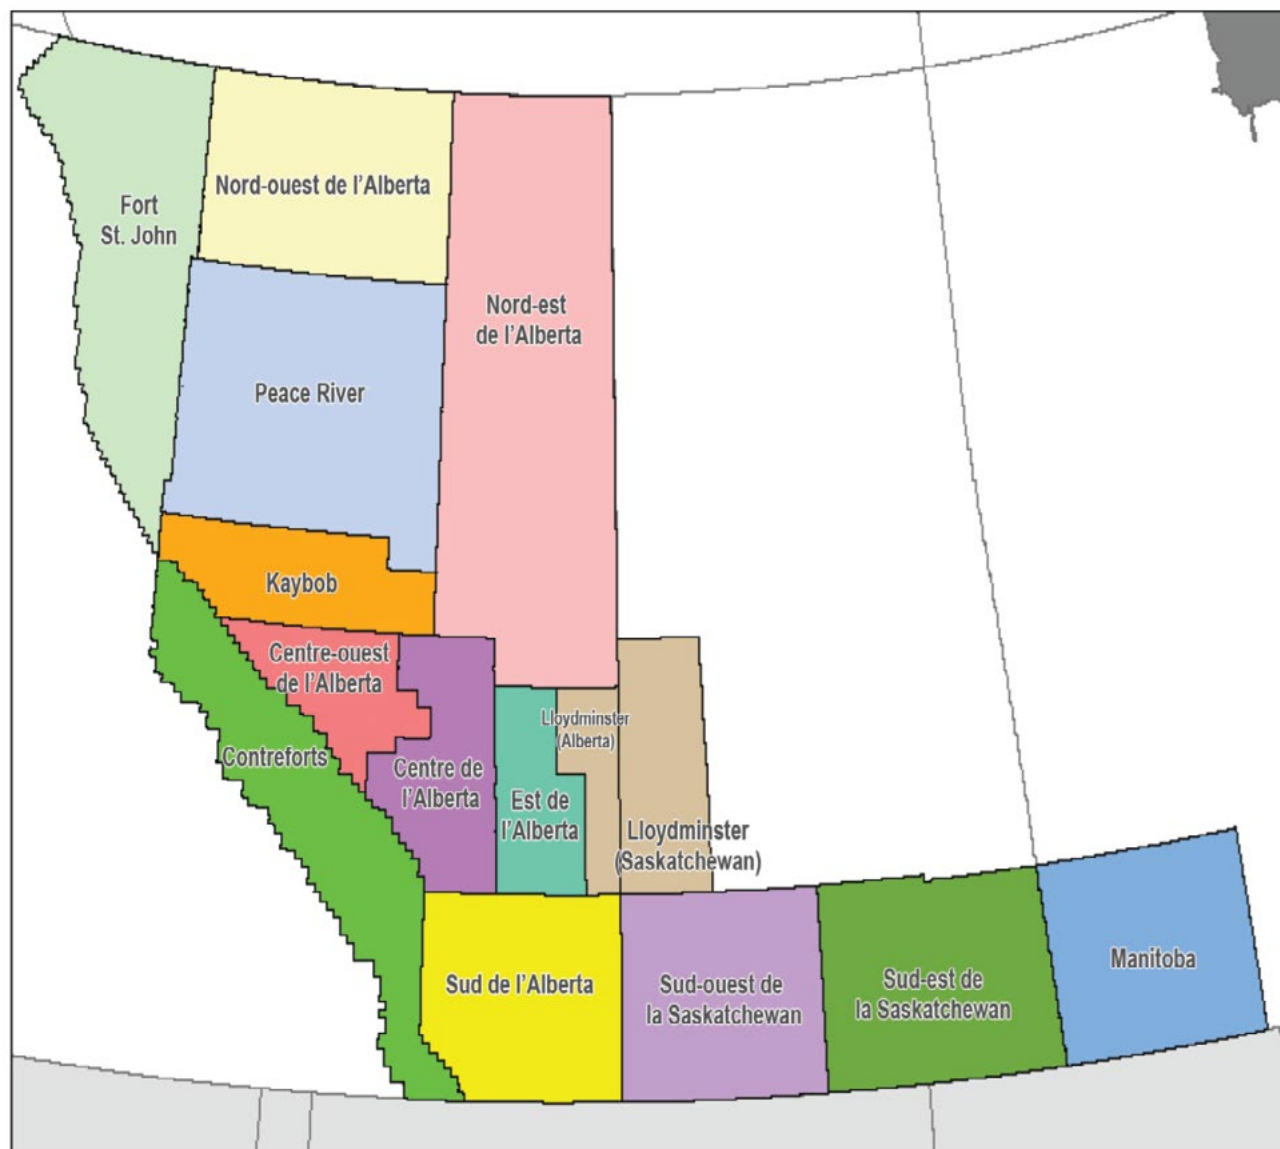 Nord-ouest de l’Alberta
Fort
St. John
Nord-est
de l’Alberta
Peace River
Kaybob
Centre-ouest
de l’Alberta
Lloydminster
(Alberta)
Contreforts
Centre de
l’Alberta
Est de
l’Alberta
Lloydminster
(Saskatchewan)
Sud de l’Alberta
Sud-ouest de
la Saskatchewan
Sud-est de
la Saskatchewan
Manitoba